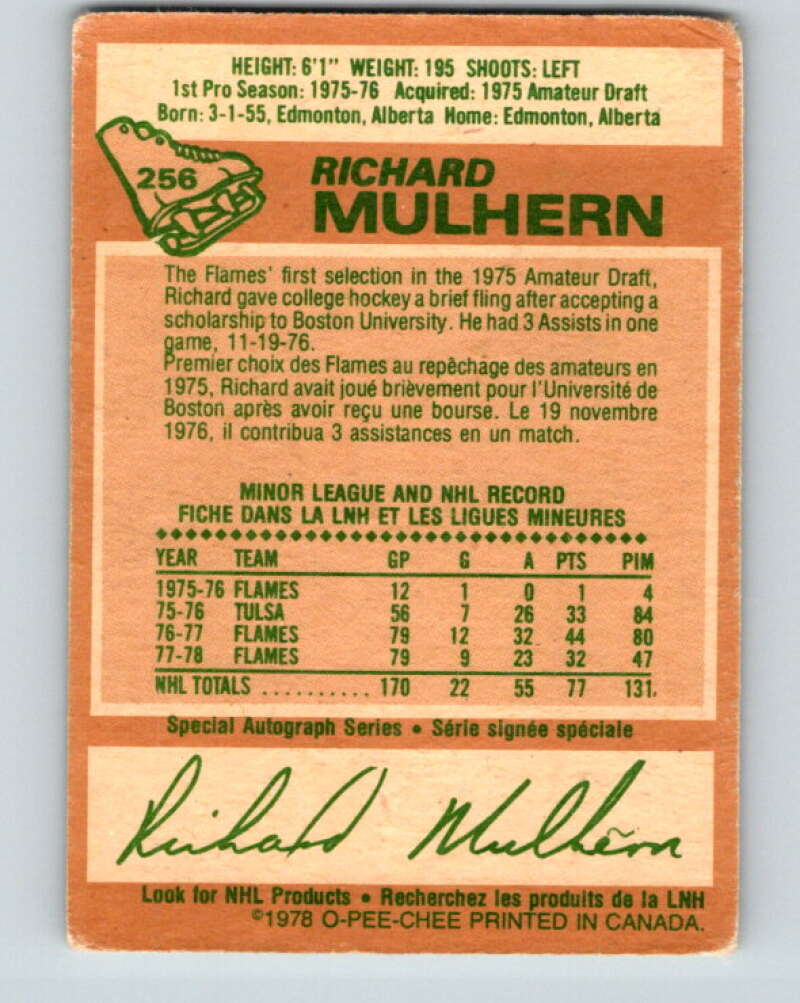 HEIGHT: 6'1" WEIGHT: 195 SHOOTS: LEFT
1st Pro Season: 1975-76 Acquired: 1975 Amateur Draft
Born: 3-1-55, Edmonton, Alberta Home: Edmonton, Alberta
256
RICHARD
MULHERN
The Flames' first selection in the 1975 Amateur Draft,
Richard gave college hockey a brief fling after accepting a
scholarship to Boston University. He had 3 Assists in one
game, 11-19-76.
Premier choix des Flames au repêchage des amateurs en
1975, Richard avait joué brièvement pour l'Université de
Boston après avoir reçu une bourse. Le 19 novembre
1976, il contribua 3 assistances en un match.
MINOR LEAGUE AND NHL RECORD
FICHE DANS LA LNH ET LES LIGUES MINEURES
YEAR TEAM GP G A PTS PIM
1975-76 FLAMES 12 1 0 1 4
75-76 TULSA 56 7 26 33 84
76-77 FLAMES 79 12 32 44 80
77-78 FLAMES 79 9 23 32 47
NHL TOTALS .......... 170 22 55 77 131.
Special Autograph Series • Série signée spéciale
Richard Mulhern
Look for NHL Products • Recherchez les produits de la LNH
©1978 O-PEE-CHEE PRINTED IN CANADA.